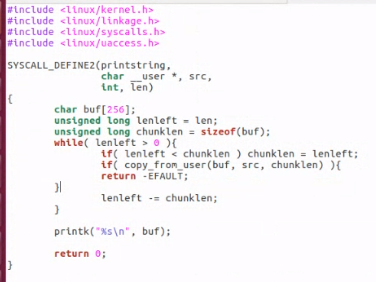 #include <linux/kernel.h>
#include <linux/linkage.h>
#include <linux/syscalls.h>
#include <linux/uaccess.h>
SYSCALL_DEFINE2(printstring,
char __user *, src,
int, len)
{
char buf[256];
unsigned long lenleft = len;
unsigned long chunklen = sizeof(buf);
while( lenleft > 0 ){
if( lenleft < chunklen ) chunklen = lenleft;
if( copy_from_user(buf, src, chunklen) ){
return -EFAULT;
}
lenleft -= chunklen;
}
printk("%s\n", buf);
return 0;
}